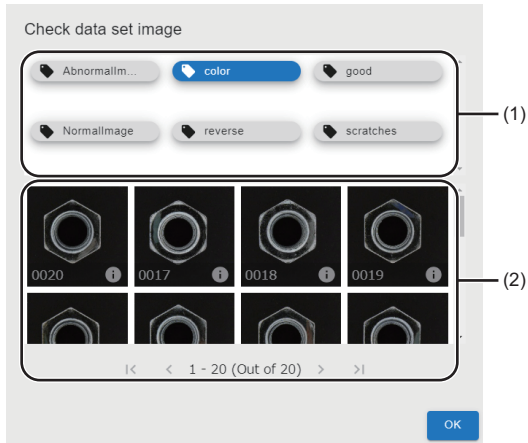 Check data set image
AbnormalIm... color good
(1)
NormalImage reverse scratches
0020 0017 0018 0019
(2)
1 - 20 (Out of 20)
OK